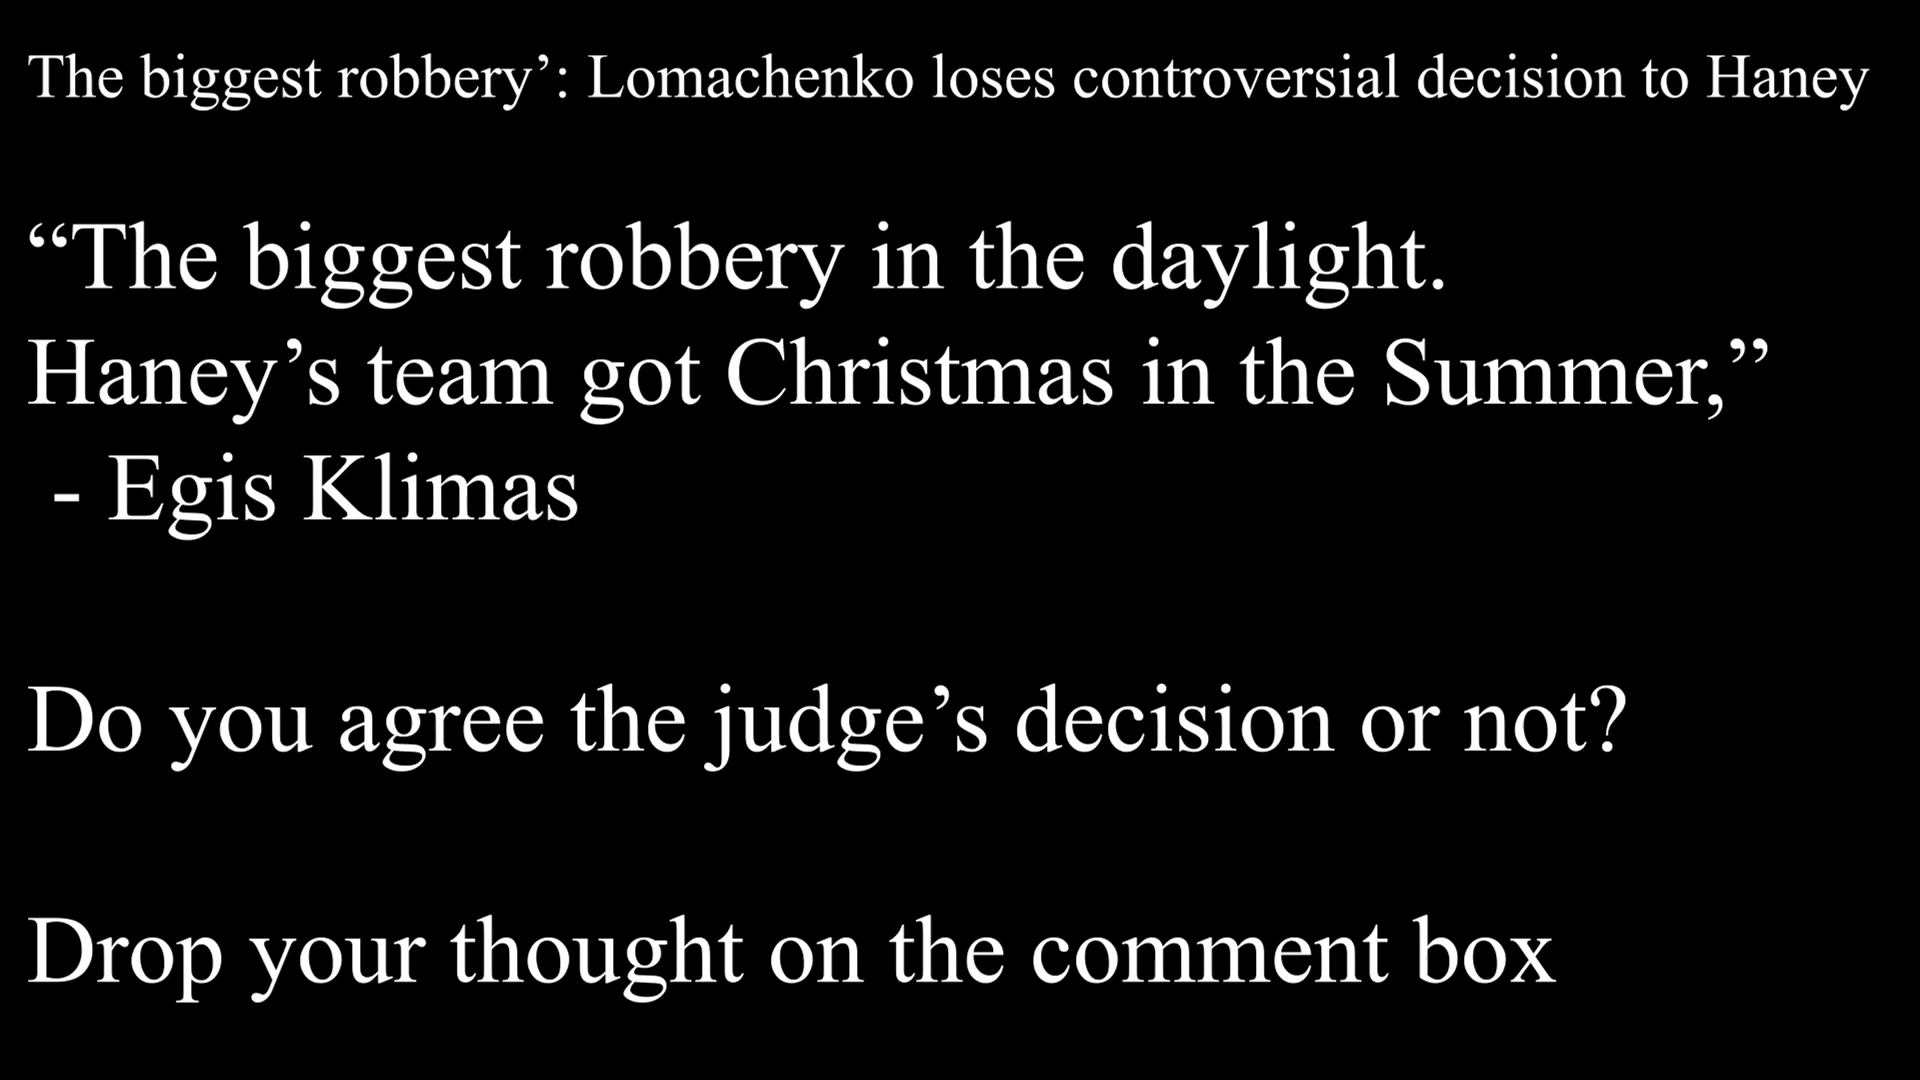 The biggest robbery’: Lomachenko loses controversial decision to Haney
“The biggest robbery in the daylight.
Haney’s team got Christmas in the Summer,”
- Egis Klimas
Do you agree the judge’s decision or not?
Drop your thought on the comment box